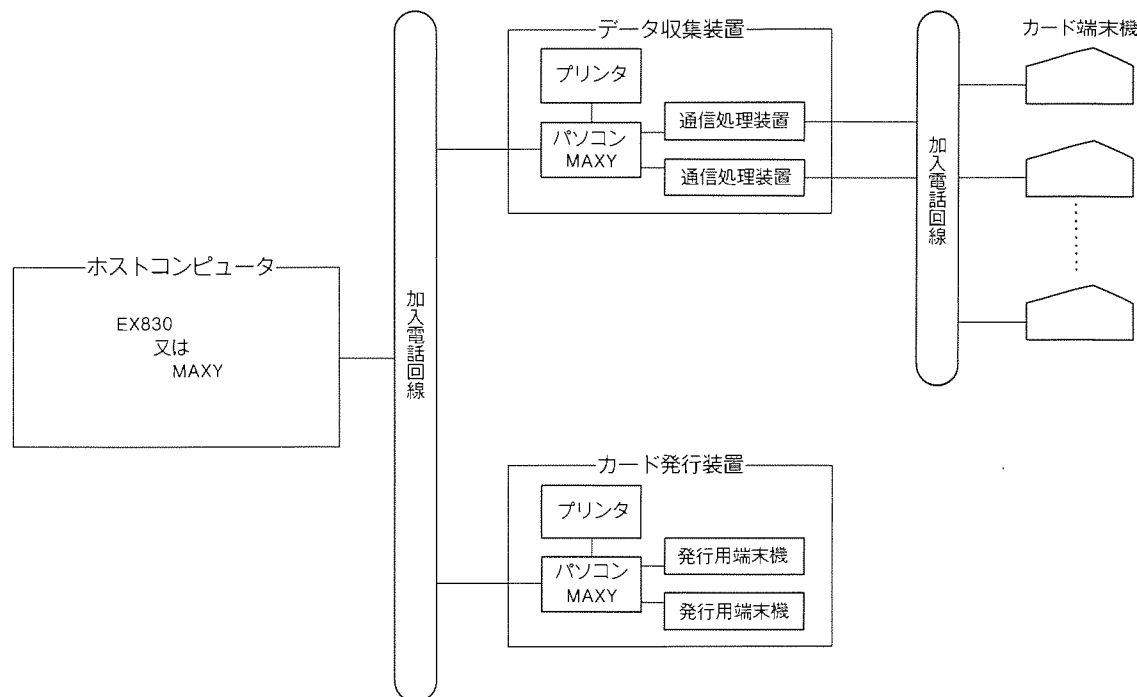 データ収集装置
カード端末機
プリンタ
通信処理装置
パソコン
MAXY
通信処理装置
加入電話回線
ホストコンピュータ
EX830
又は
MAXY
加入電話回線
カード発行装置
プリンタ
発行用端末機
パソコン
MAXY
発行用端末機